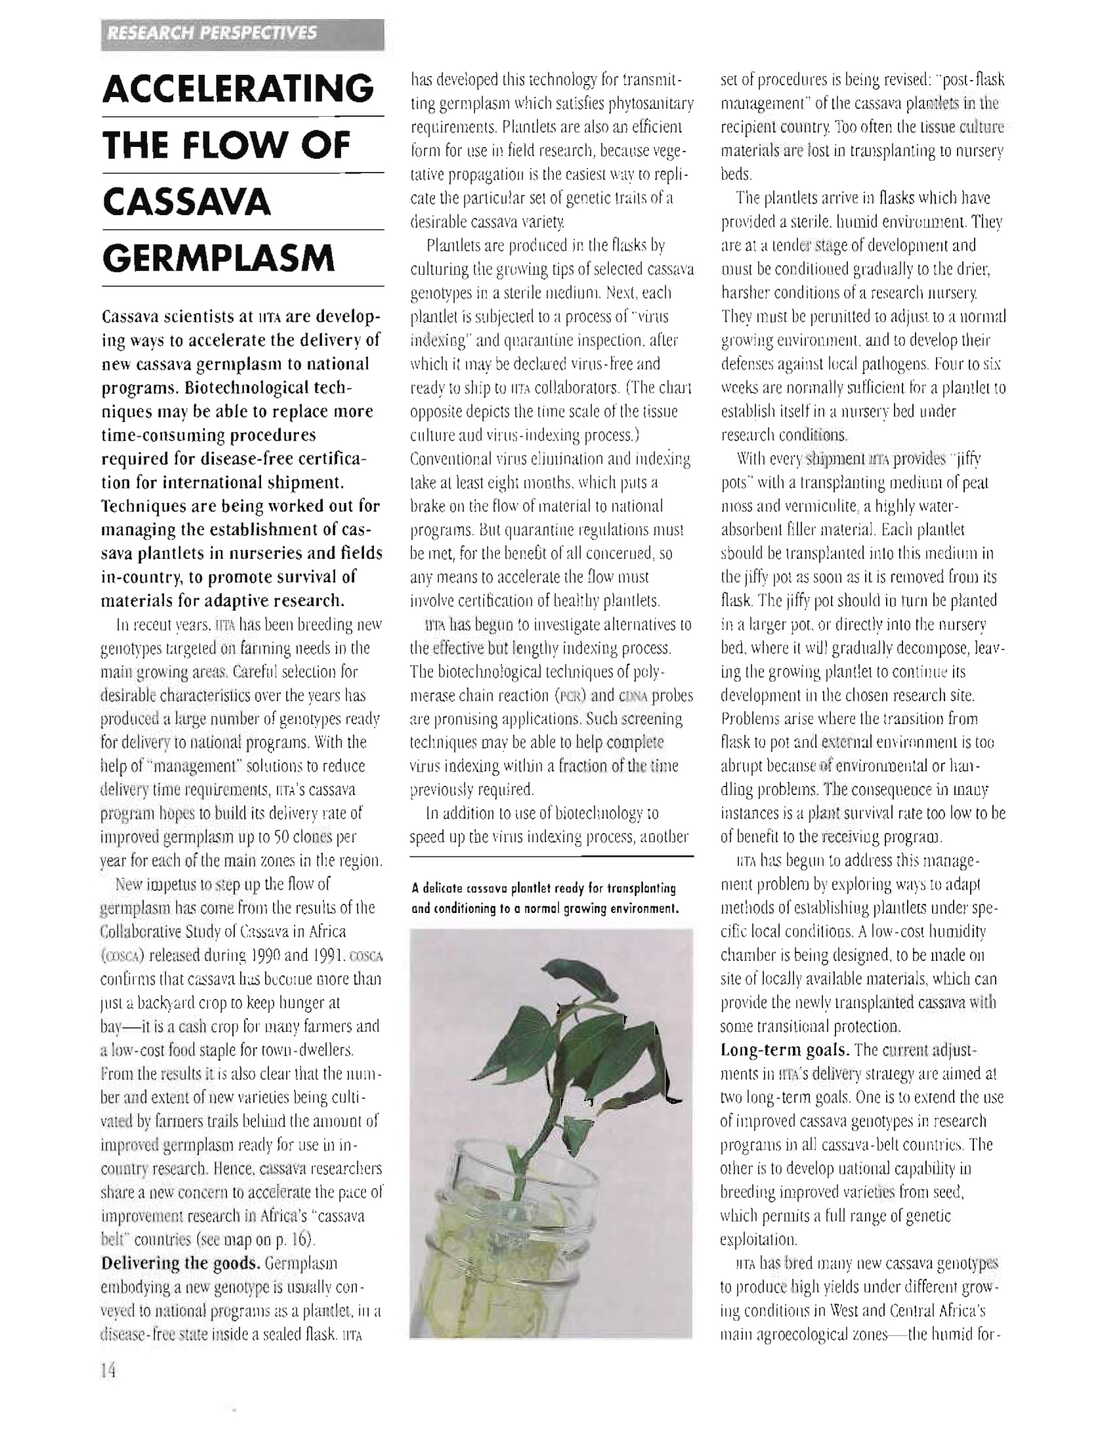 RESEARCH PERSPECTIVES
ACCELERATING
THE FLOW OF
CASSAVA
GERMPLASM
Cassava scientists at IITA are develop-
ing ways to accelerate the delivery of
new cassava germplasm to national
programs. Biotechnological tech-
niques may be able to replace more
time-consuming procedures
required for disease-free certifica-
tion for international shipment.
Techniques are being worked out for
managing the establishment of cas-
sava plantlets in nurseries and fields
in-country, to promote survival of
materials for adaptive research.
In recent years, IITA has been breeding new
genotypes targeted on farming needs in the
main growing areas. Careful selection for
desirable characteristics over the years has
produced a large number of genotypes ready
for delivery to national programs. With the
help of "management" solutions to reduce
delivery time requirements, IITA's cassava
program hopes to build its delivery rate of
improved germplasm up to 50 clones per
year for each of the main zones in the region.
New impetus to step up the flow of
germplasm has come from the results of the
Collaborative Study of Cassava in Africa
(COSCA) released during 1990 and 1991. COSCA
confirms that cassava has become more than
just a backyard crop to keep hunger at
bay—it is a cash crop for many farmers and
a low-cost food staple for town-dwellers.
From the results it is also clear that the num-
ber and extent of new varieties being culti-
vated by farmers trails behind the amount of
improved germplasm ready for use in in-
country research. Hence, cassava researchers
share a new concern to accelerate the pace of
improvement research in Africa's "cassava
belt" countries (see map on p. 16).
Delivering the goods. Germplasm
embodying a new genotype is usually con-
veyed to national programs as a plantlet, in a
disease-free state inside a sealed flask. IITA
has developed this technology for transmit-
ting germplasm which satisfies phytosanitary
requirements. Plantlets are also an efficient
form for use in field research, because vege-
tative propagation is the easiest way to repli-
cate the particular set of genetic traits of a
desirable cassava variety.
Plantlets are produced in the flasks by
culturing the growing tips of selected cassava
genotypes in a sterile medium. Next, each
plantlet is subjected to a process of "virus
indexing" and quarantine inspection, after
which it may be declared virus-free and
ready to ship to IITA collaborators. (The chart
opposite depicts the time scale of the tissue
culture and virus-indexing process.)
Conventional virus elimination and indexing
take at least eight months, which puts a
brake on the flow of material to national
programs. But quarantine regulations must
be met, for the benefit of all concerned, so
any means to accelerate the flow must
involve certification of healthy plantlets.
IITA has begun to investigate alternatives to
the effective but lengthy indexing process.
The biotechnological techniques of poly-
merase chain reaction (PCR) and CDNA probes
are promising applications. Such screening
techniques may be able to help complete
virus indexing within a fraction of the time
previously required.
In addition to use of biotechnology to
speed up the virus indexing process, another
A delicate cassava plantlet ready for transplanting
and conditioning to a normal growing environment.
set of procedures is being revised: "post-flask
management" of the cassava plantlets in the
recipient country. Too often the tissue culture
materials are lost in transplanting to nursery
beds.
The plantlets arrive in flasks which have
provided a sterile, humid environment. They
are at a tender stage of development and
must be conditioned gradually to the drier,
harsher conditions of a research nursery.
They must be permitted to adjust to a normal
growing environment, and to develop their
defenses against local pathogens. Four to six
weeks are normally sufficient for a plantlet to
establish itself in a nursery bed under
research conditions.
With every shipment IITA provides "jiffy
pots" with a transplanting medium of peat
moss and vermiculite, a highly water-
absorbent filler material. Each plantlet
should be transplanted into this medium in
the jiffy pot as soon as it is removed from its
flask. The jiffy pot should in turn be planted
in a larger pot, or directly into the nursery
bed, where it will gradually decompose, leav-
ing the growing plantlet to continue its
development in the chosen research site.
Problems arise where the transition from
flask to pot and external environment is too
abrupt because of environmental or han-
dling problems. The consequence in many
instances is a plant survival rate too low to be
of benefit to the receiving program.
IITA has begun to address this manage-
ment problem by exploring ways to adapt
methods of establishing plantlets under spe-
cific local conditions. A low-cost humidity
chamber is being designed, to be made on
site of locally available materials, which can
provide the newly transplanted cassava with
some transitional protection.
Long-term goals. The current adjust-
ments in IITA's delivery strategy are aimed at
two long-term goals. One is to extend the use
of improved cassava genotypes in research
programs in all cassava-belt countries. The
other is to develop national capability in
breeding improved varieties from seed,
which permits a full range of genetic
exploitation.
IITA has bred many new cassava genotypes
to produce high yields under different grow-
ing conditions in West and Central Africa's
main agroecological zones—the humid for-
14